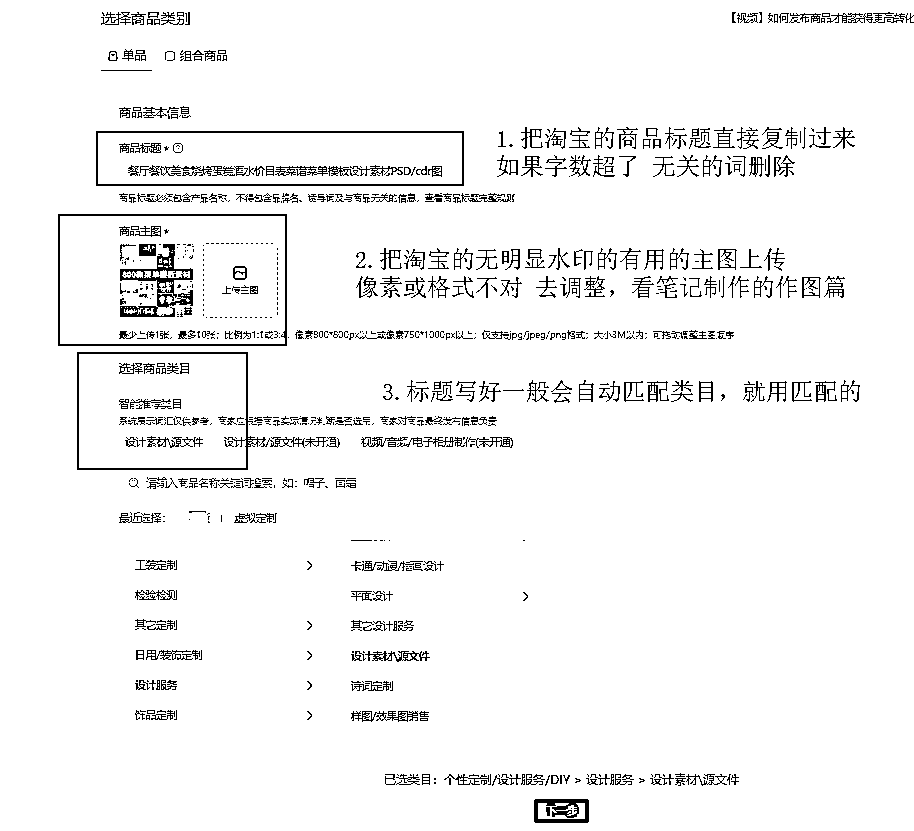 选择商品类别
【视频】如何发布商品才能获得更高转化
单品 组合商品
商品基本信息
商品标题 *
餐厅餐饮美食烧烤蛋糕酒水价目表菜谱菜单模板设计素材PSD/cdr图
1.把淘宝的商品标题直接复制过来
如果字数超了 无关的词删除
商品标题必须包含产品名称，不得包含品牌名、诱导词及与商品无关的信息，查看商品标题完整规则
商品主图 *
上传主图
2.把淘宝的无明显水印的有用的主图上传
像素或格式不对 去调整，看笔记制作的作图篇
最少上传1张，最多10张；比例为1:1或3:4，像素800*800px以上或像素750*1000px以上；仅支持jpg/jpeg/png格式；大小3M以内；可拖动调整主图顺序
选择商品类目
3.标题写好一般会自动匹配类目，就用匹配的
智能推荐类目
系统展示词汇仅供参考，商家应根据商品实际情况判断是否选用，商家对商品最终发布信息负责
设计素材\源文件 设计素材/源文件(未开通) 视频/音频/电子相册制作(未开通)
请输入商品名称关键词搜索，如：帽子、面霜
最近选择： 虚拟定制
工装定制 卡通/动漫/插画设计
检验检测 平面设计
其它定制 其它设计服务
日用/装饰定制 设计素材\源文件
设计服务 诗词定制
饰品定制 样图/效果图销售
已选类目：个性定制/设计服务/DIY > 设计服务 > 设计素材\源文件
下一步